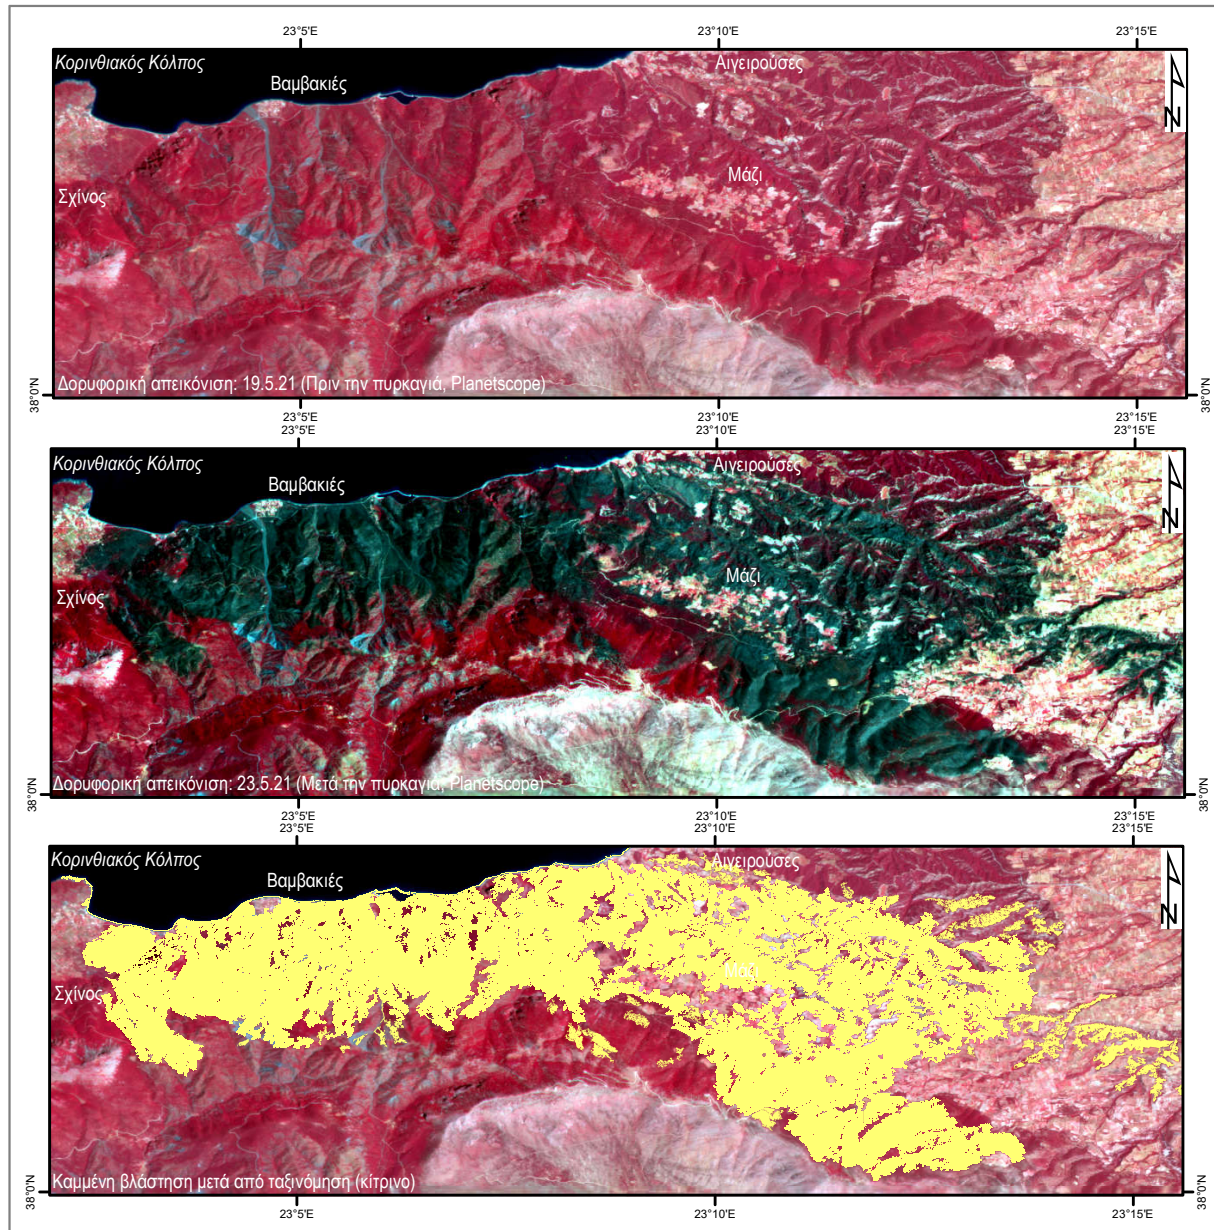 23°5'E 23°10'E 23°15'E
Κορινθιακός Κόλπος
Αιγειρούσες
Βαμβακιές
N
Μάζι
Σχίνος
Δορυφορική απεικόνιση: 19.5.21 (Πριν την πυρκαγιά, Planetscope)
38°0'N 38°0'N
23°5'E 23°10'E 23°15'E
23°5'E 23°10'E 23°15'E
Κορινθιακός Κόλπος
Αιγειρούσες
Βαμβακιές
N
Μάζι
Σχίνος
Δορυφορική απεικόνιση: 23.5.21 (Μετά την πυρκαγιά, Planetscope)
38°0'N 38°0'N
23°5'E 23°10'E 23°15'E
23°5'E 23°10'E 23°15'E
Κορινθιακός Κόλπος
Αιγειρούσες
Βαμβακιές
N
Μάζι
Σχίνος
Καμμένη βλάστηση μετά από ταξινόμηση (κίτρινο)
38°0'N 38°0'N
23°5'E 23°10'E 23°15'E